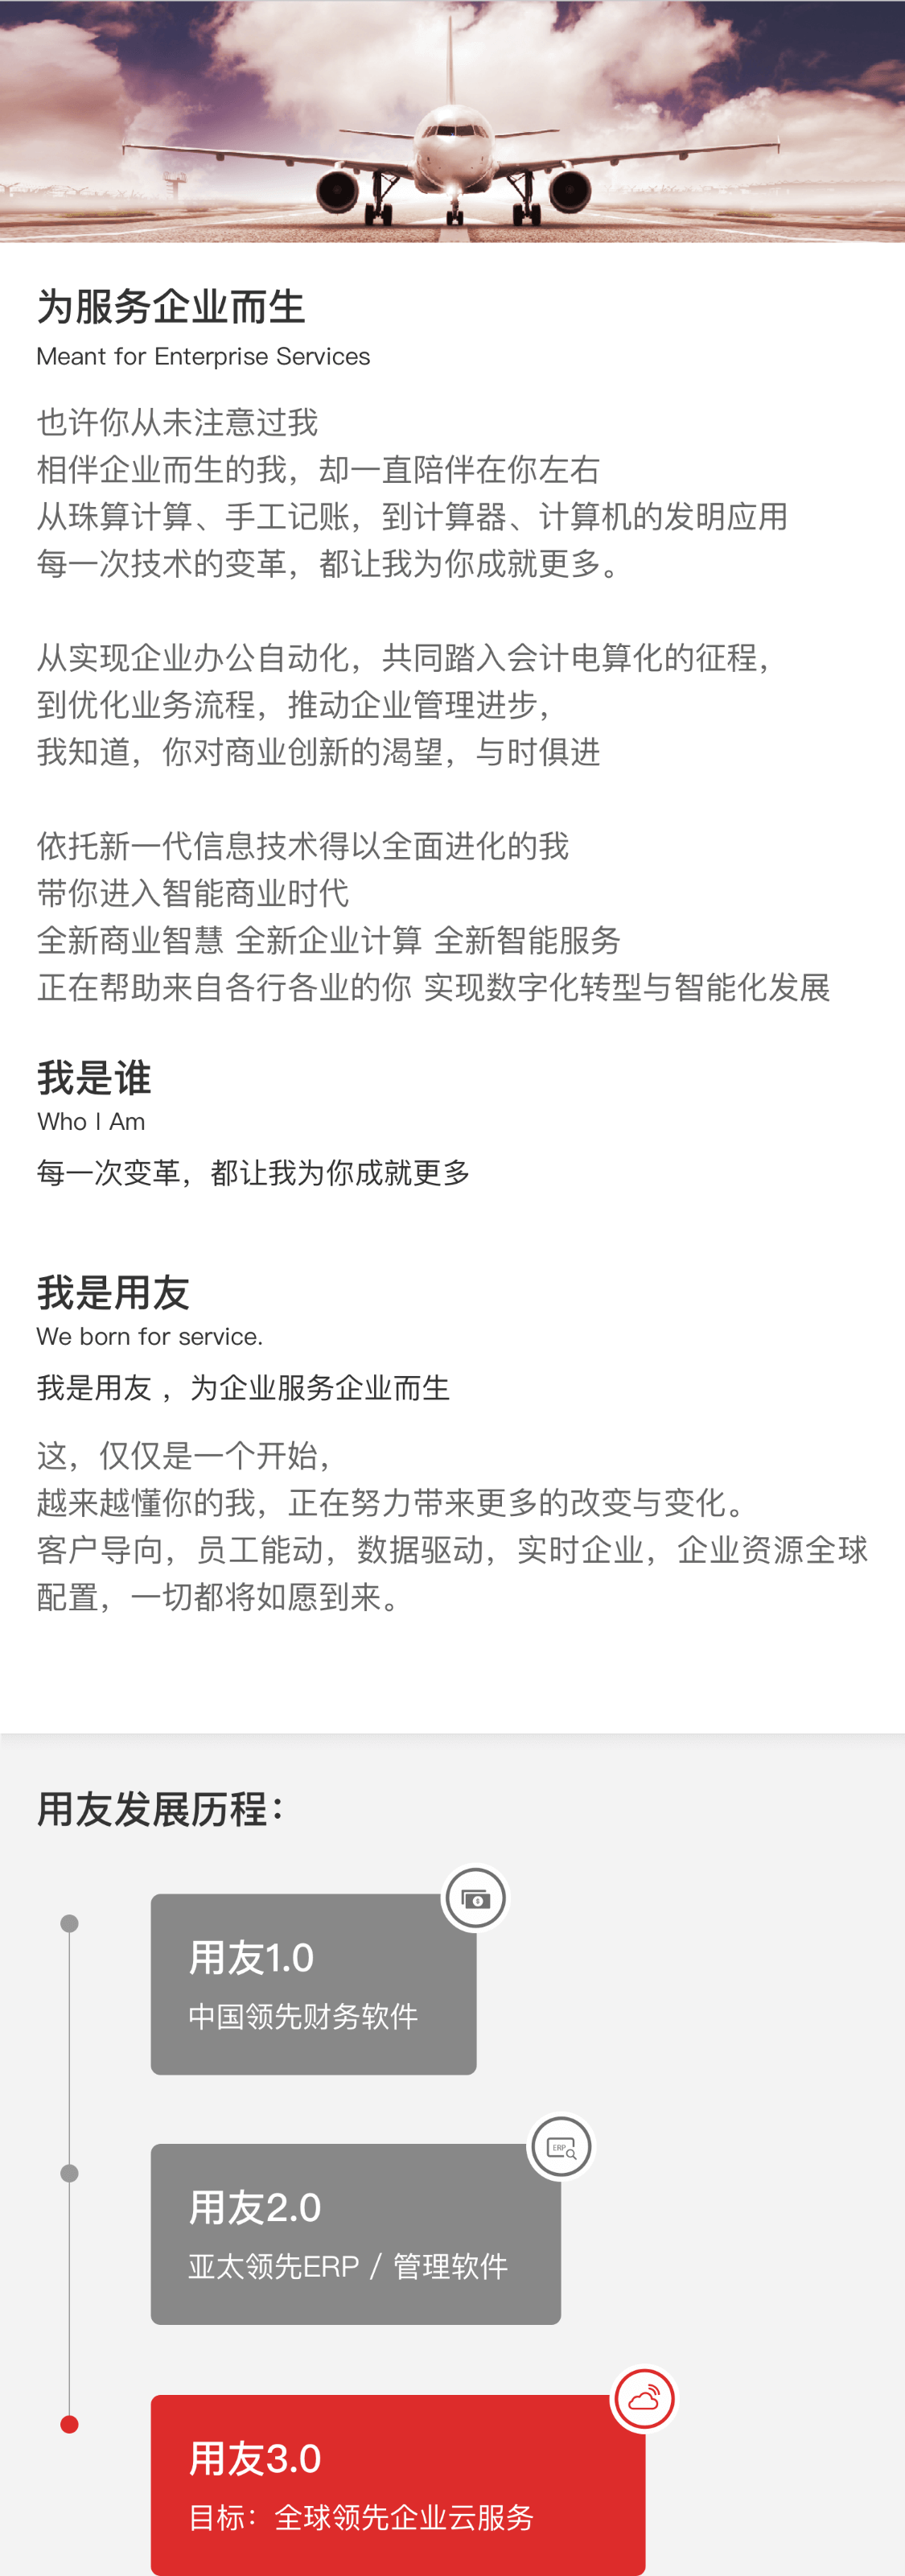 为服务企业而生
Meant for Enterprise Services
也许你从未注意过我
相伴企业而生的我，却一直陪伴在你左右
从珠算计算、手工记账，到计算器、计算机的发明应用
每一次技术的变革，都让我为你成就更多。
从实现企业办公自动化，共同踏入会计电算化的征程，
到优化业务流程，推动企业管理进步，
我知道，你对商业创新的渴望，与时俱进
依托新一代信息技术得以全面进化的我
带你进入智能商业时代
全新商业智慧 全新企业计算 全新智能服务
正在帮助来自各行各业的你 实现数字化转型与智能化发展
我是谁
Who I Am
每一次变革，都让我为你成就更多
我是用友
We born for service.
我是用友 ，为企业服务企业而生
这，仅仅是一个开始，
越来越懂你的我，正在努力带来更多的改变与变化。
客户导向，员工能动，数据驱动，实时企业，企业资源全球
配置，一切都将如愿到来。
用友发展历程：
用友1.0
中国领先财务软件
ERP
用友2.0
亚太领先ERP / 管理软件
用友3.0
目标：全球领先企业云服务